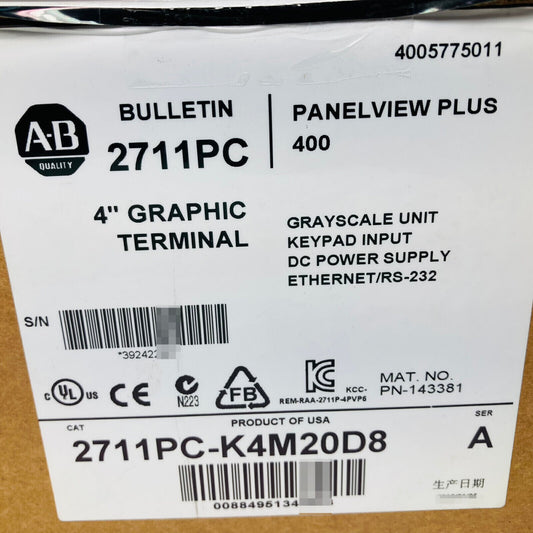 4005775011
A-B
QUALITY
BULLETIN
2711PC
PANELVIEW PLUS
400
4" GRAPHIC
TERMINAL
GRAYSCALE UNIT
KEYPAD INPUT
DC POWER SUPPLY
ETHERNET/RS-232
S/N
*392422
c UL US
CE
N223
FB
KCC-
REM-RAA-2711P-4PVP6
MAT. NO.
PN-143381
PRODUCT OF USA
CAT
SER
2711PC-K4M20D8
A
0088495134
生产日期